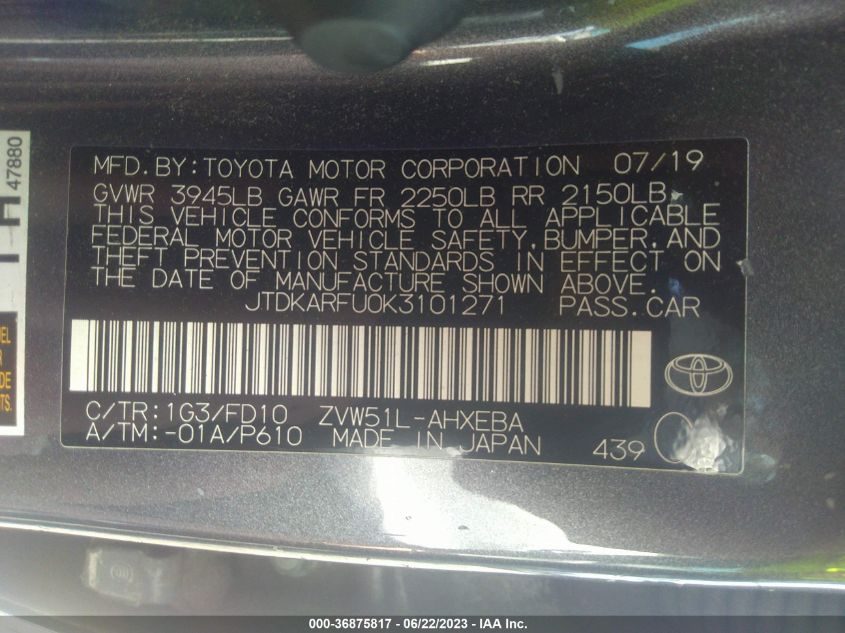 MFD.BY:TOYOTA MOTOR CORPORATION 07/19
GVWR 3945LB GAWR FR 2250LB RR 2150LB
THIS VEHICLE CONFORMS TO ALL APPLICABLE
FEDERAL MOTOR VEHICLE SAFETY,BUMPER,AND
THEFT PREVENTION STANDARDS IN EFFECT ON
THE DATE OF MANUFACTURE SHOWN ABOVE.
JTDKARFU0K3101271 PASS.CAR
C/TR:1G3/FD10 ZVW51L-AHXEBA
A/TM:-01A/P610 MADE IN JAPAN 439
47880
000-36875817 - 06/22/2023 - IAA Inc.